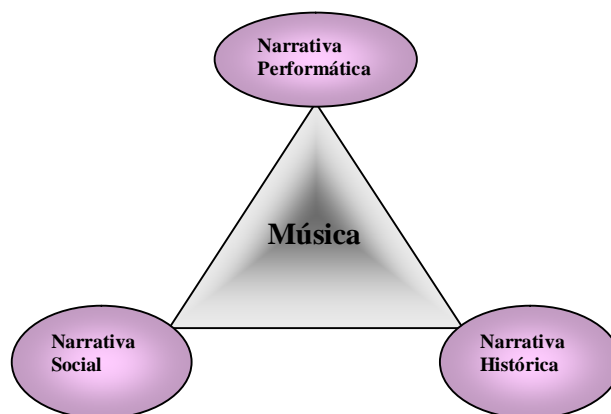 Narrativa
Performática
Música
Narrativa
Social
Narrativa
Histórica